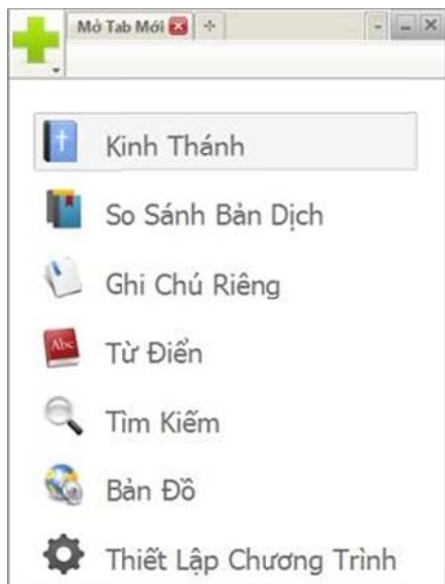 Mở Tab Mới
Kinh Thánh
So Sánh Bản Dịch
Ghi Chú Riêng
Abc
Từ Điển
Tìm Kiếm
Bản Đồ
Thiết Lập Chương Trình